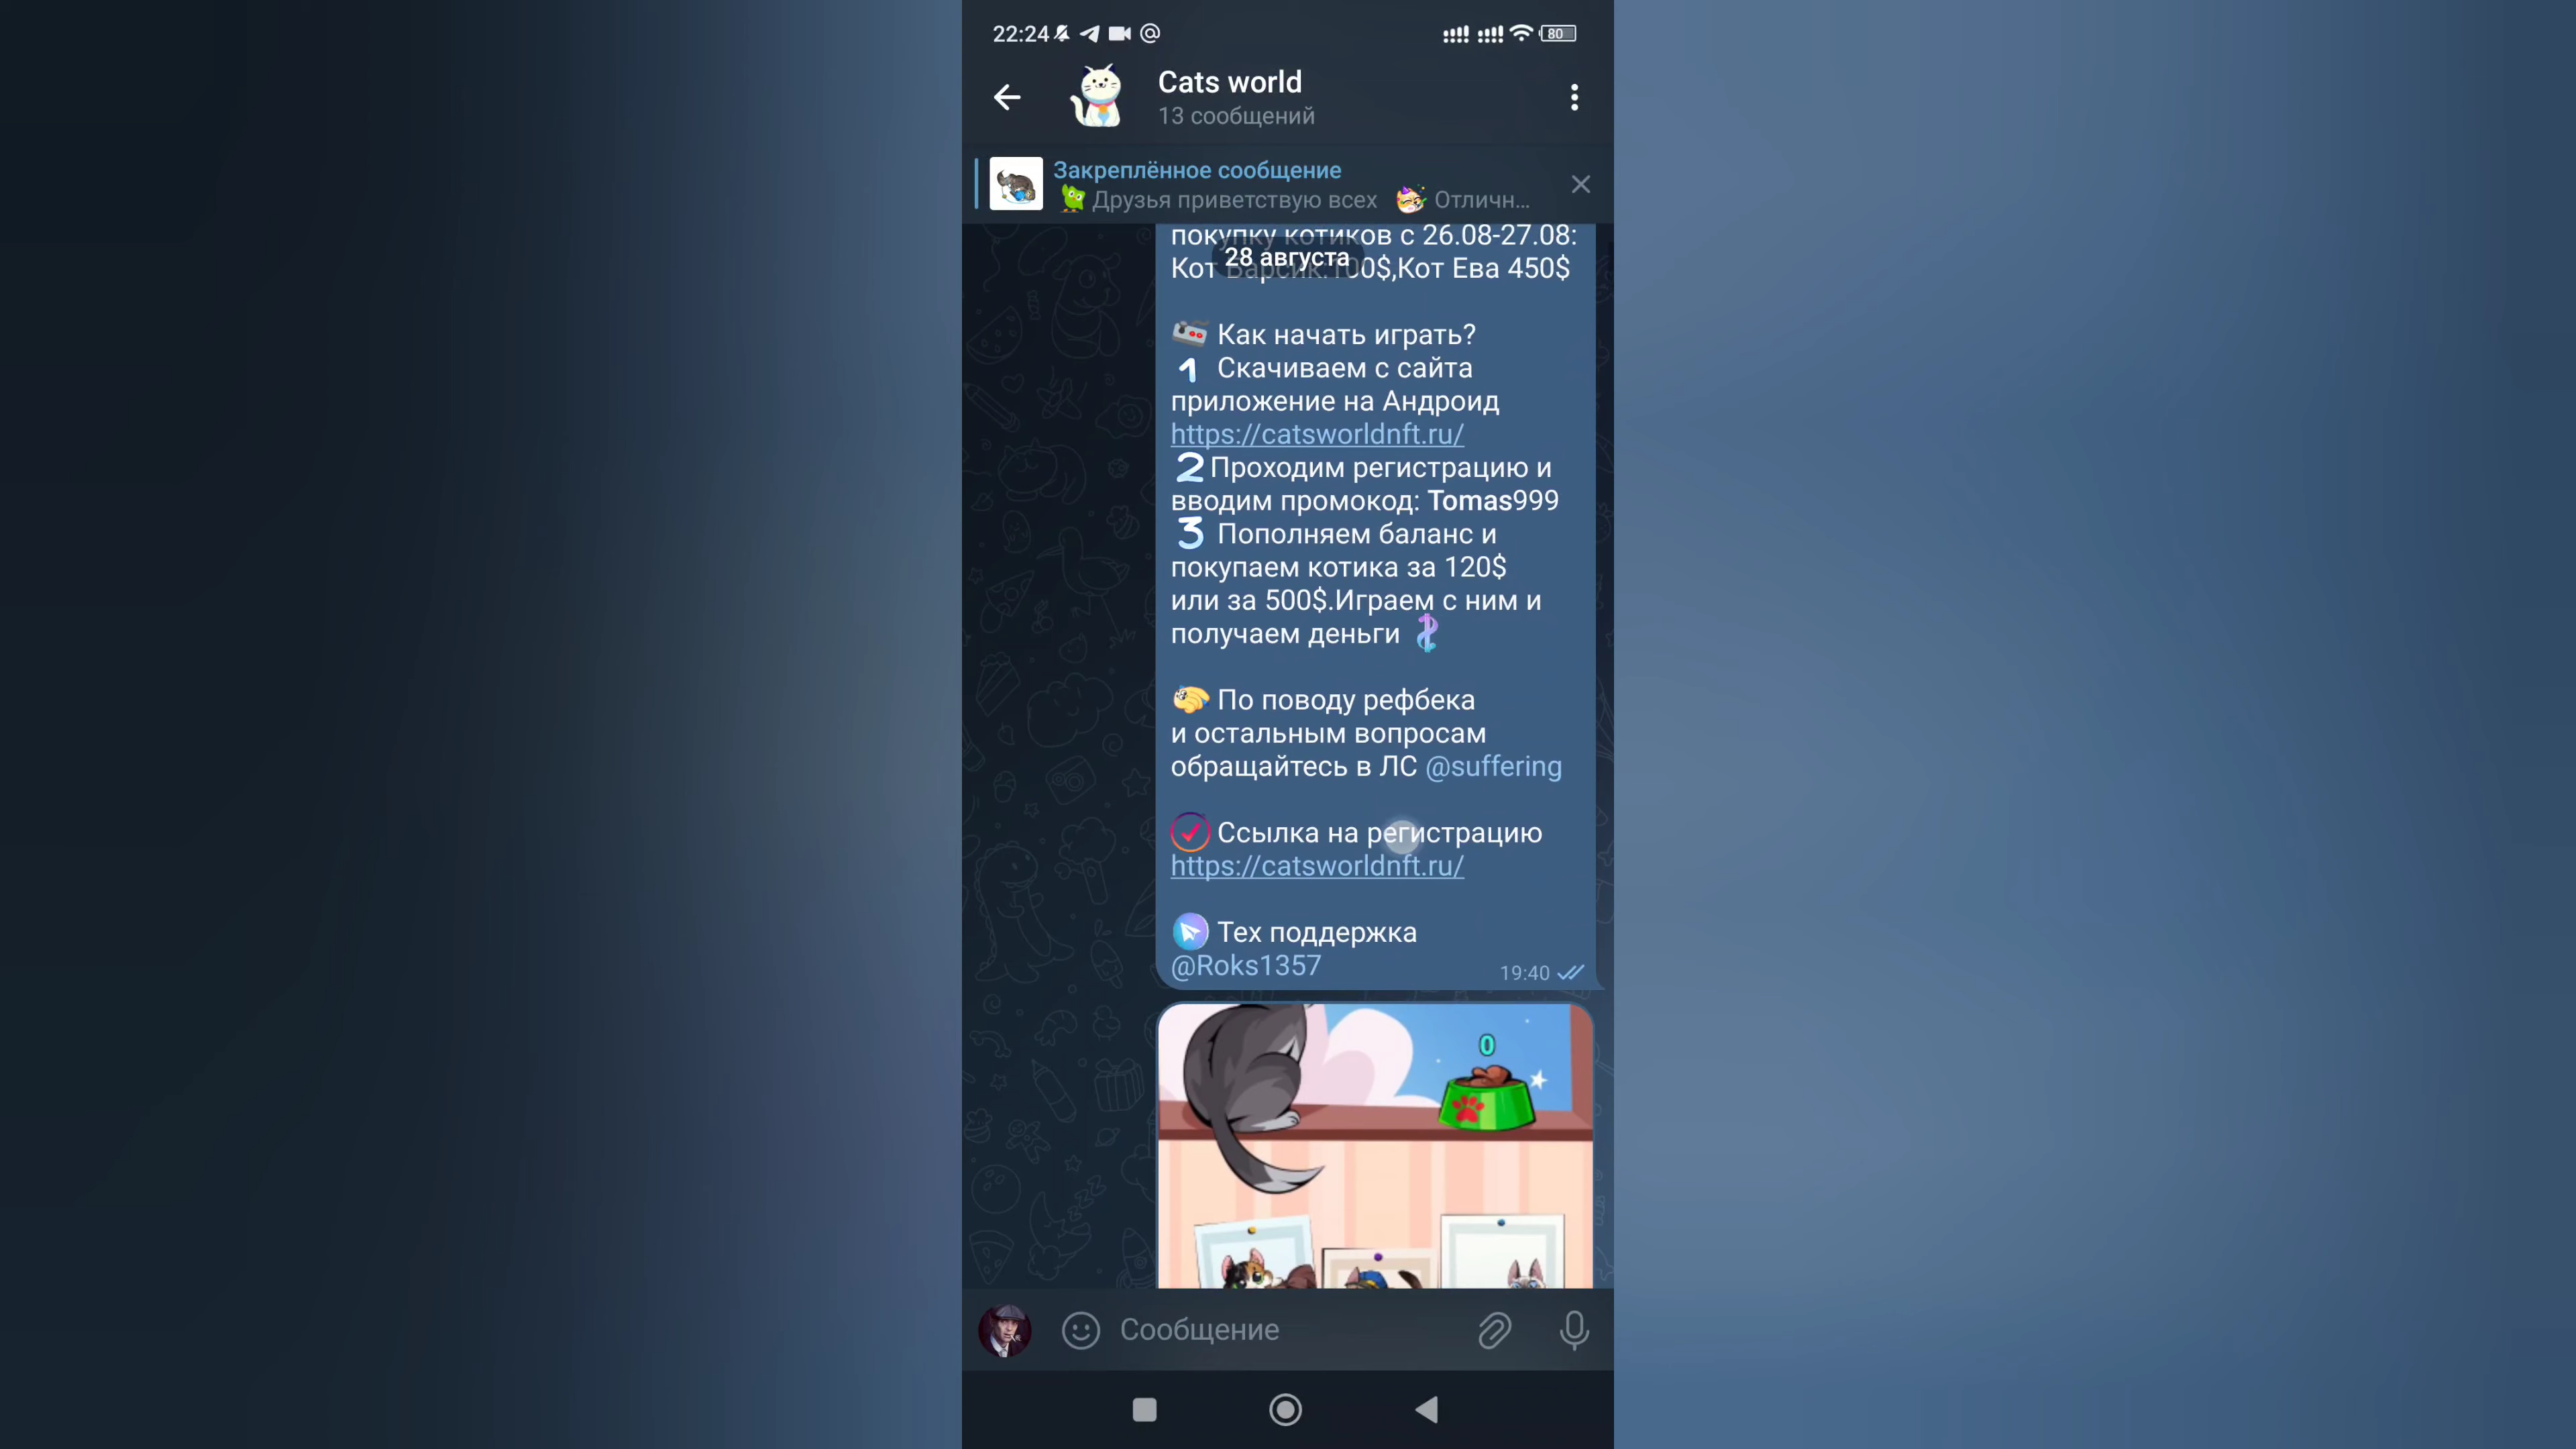 22:24
80
Cats world
13 сообщений
Закреплённое сообщение
Друзья приветствую всех Отличн...
покупку котиков с 26.08-27.08:
28 августа
Кот Барсик:100$,Кот Ева 450$
Как начать играть?
1 Скачиваем с сайта
приложение на Андроид
https://catsworldnft.ru/
2 Проходим регистрацию и
вводим промокод: Tomas999
3 Пополняем баланс и
покупаем котика за 120$
или за 500$.Играем с ним и
получаем деньги
По поводу рефбека
и остальным вопросам
обращайтесь в ЛС @suffering
Ссылка на регистрацию
https://catsworldnft.ru/
Тех поддержка
@Roks1357
19:40
0
Сообщение